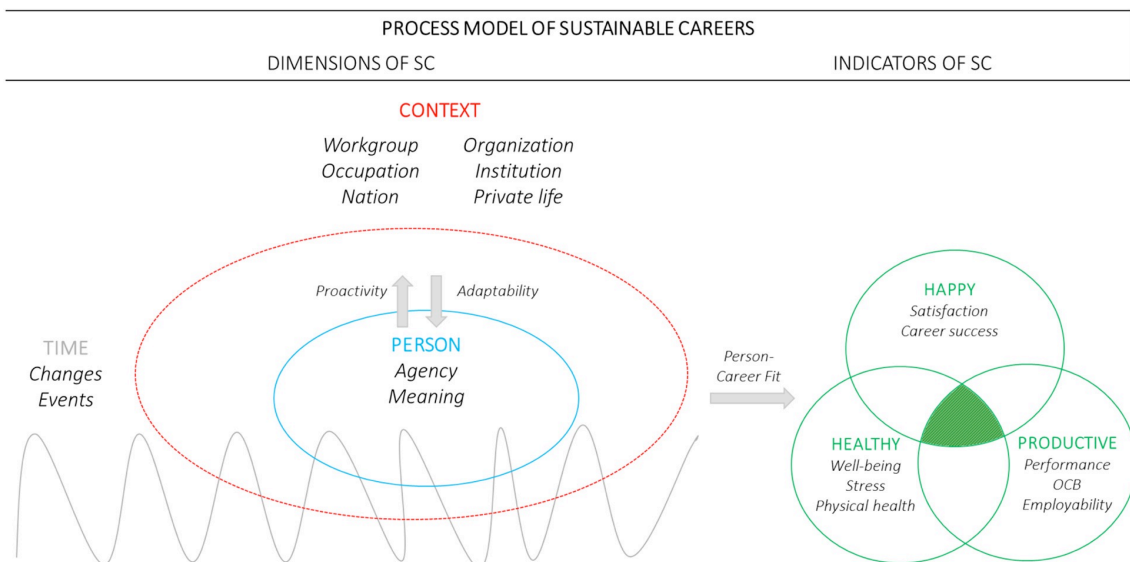 PROCESS MODEL OF SUSTAINABLE CAREERS
DIMENSIONS OF SC
INDICATORS OF SC
CONTEXT
Workgroup Organization
Occupation Institution
Nation Private life
Proactivity Adaptability
PERSON
Agency
Meaning
TIME
Changes
Events
Person-
Career Fit
HAPPY
Satisfaction
Career success
HEALTHY
Well-being
Stress
Physical health
PRODUCTIVE
Performance
OCB
Employability